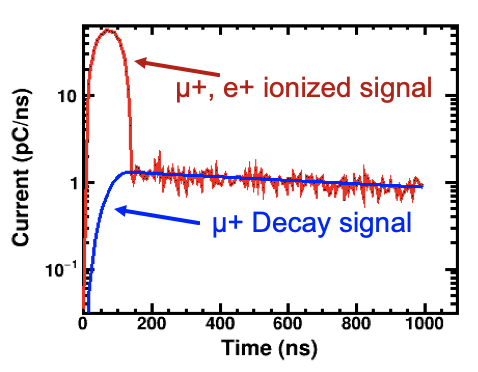 Current (pC/ns)
10
1
10⁻¹
μ+, e+ ionized signal
μ+ Decay signal
0 200 400 600 800 1000
Time (ns)